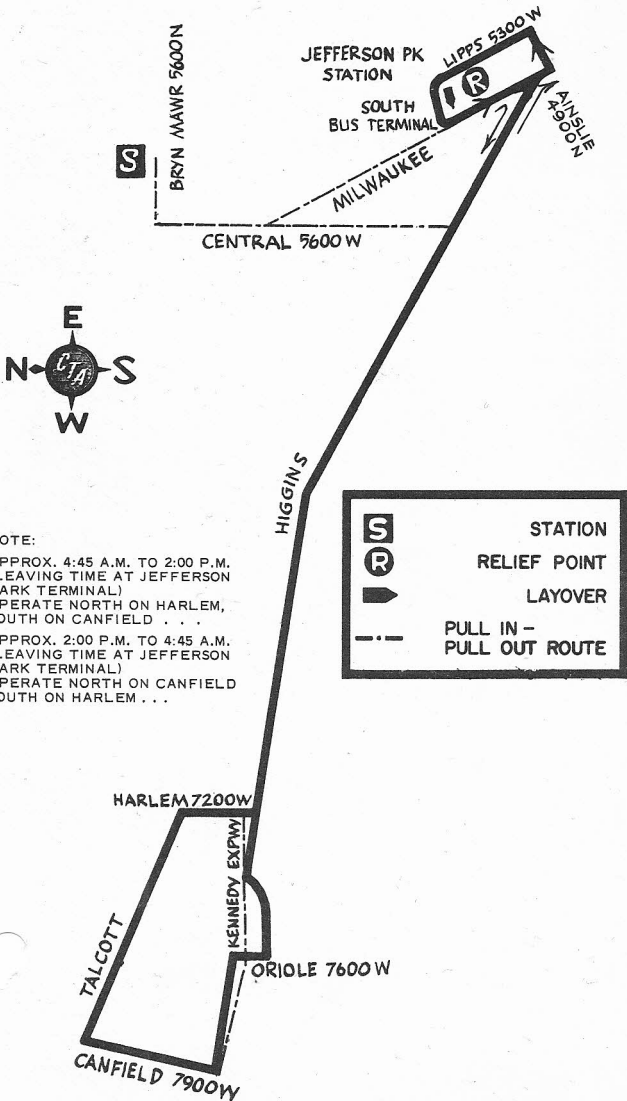 JEFFERSON PK
STATION
LIPPS 5300W
R
SOUTH
BUS TERMINAL
AINSLIE
4900N
BRYN MAWR 5600N
S
MILWAUKEE
CENTRAL 5600W
E
N CTA S
W
HIGGINS
S STATION
R RELIEF POINT
LAYOVER
PULL IN –
PULL OUT ROUTE
OTE:
PPROX. 4:45 A.M. TO 2:00 P.M.
LEAVING TIME AT JEFFERSON
ARK TERMINAL)
PERATE NORTH ON HARLEM,
OUTH ON CANFIELD . . .
PPROX. 2:00 P.M. TO 4:45 A.M.
LEAVING TIME AT JEFFERSON
ARK TERMINAL)
PERATE NORTH ON CANFIELD
OUTH ON HARLEM . . .
HARLEM 7200W
KENNEDY EXPWY
TALCOTT
ORIOLE 7600W
CANFIELD 7900W